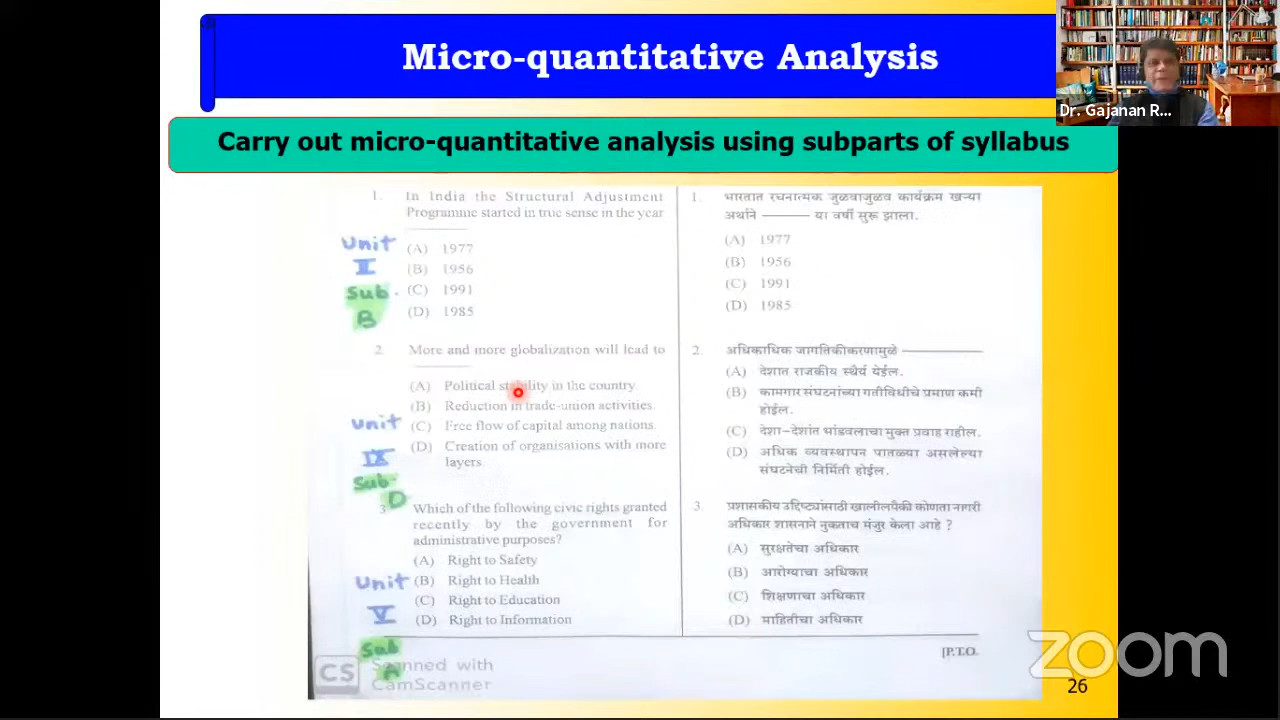 Micro-quantitative Analysis
Dr. Gajanan R...
Carry out micro-quantitative analysis using subparts of syllabus
1. In India the Structural Adjustment
Programme started in true sense in the year
(A) 1977
(B) 1956
(C) 1991
(D) 1985
Unit
II
Sub
B
2. More and more globalization will lead to
(A) Political stability in the country.
(B) Reduction in trade-union activities.
(C) Free flow of capital among nations.
(D) Creation of organisations with more
layers.
Unit
IX
Sub
D
3 Which of the following civic rights granted
recently by the government for
administrative purposes?
(A) Right to Safety
(B) Right to Health
(C) Right to Education
(D) Right to Information
Unit
V
Sub
A
1. भारतात रचनात्मक जुळवाजुळव कार्यक्रम खऱ्या
अर्थाने ——— या वर्षी सुरू झाला.
(A) 1977
(B) 1956
(C) 1991
(D) 1985
2. अधिकाधिक जागतिकीकरणामुळे ———
(A) देशात राजकीय स्थैर्य येईल.
(B) कामगार संघटनांच्या गतीविधीचे प्रमाण कमी
होईल.
(C) देशा-देशांत भांडवलाचा मुक्त प्रवाह राहील.
(D) अधिक व्यवस्थापन पातळ्या असलेल्या
संघटनेची निर्मिती होईल.
3 प्रशासकीय उद्दिष्ट्यांसाठी खालीलपैकी कोणता नागरी
अधिकार शासनाने नुकताच मंजुर केला आहे ?
(A) सुरक्षतेचा अधिकार
(B) आरोग्याचा अधिकार
(C) शिक्षणाचा अधिकार
(D) माहितीचा अधिकार
[P.T.O.
CS Scanned with
CamScanner
zoom
26